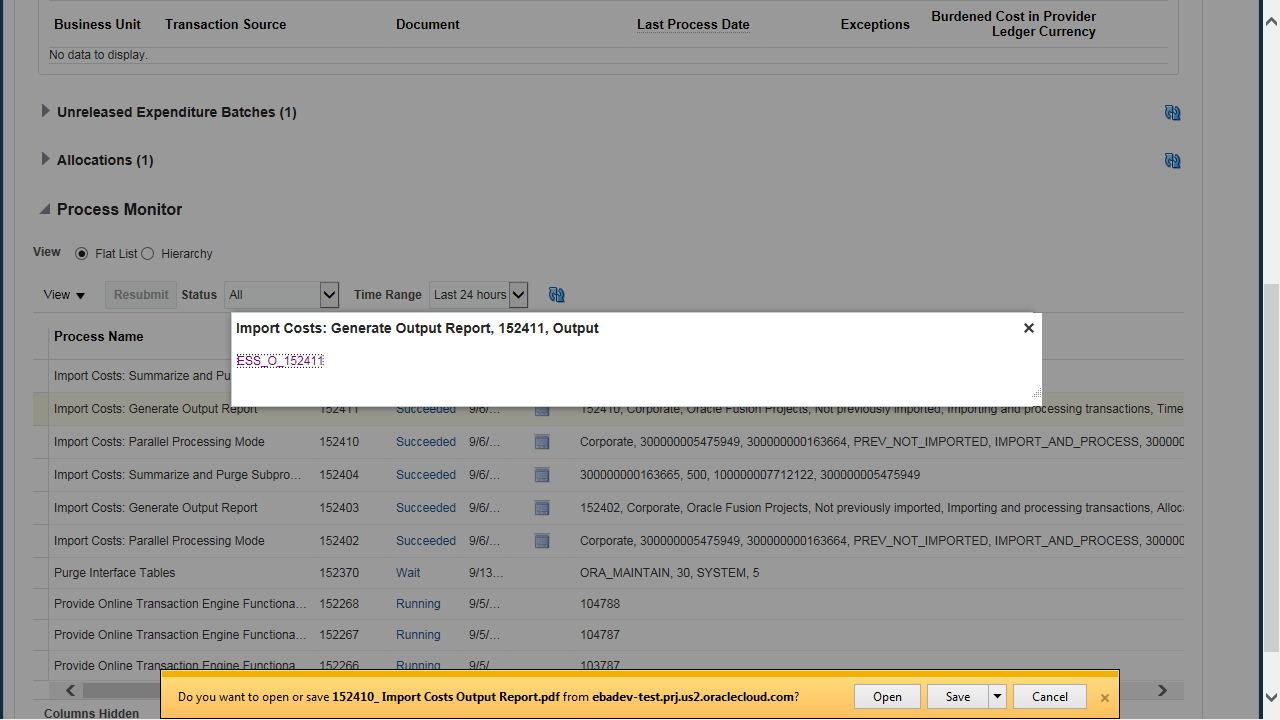 Business Unit Transaction Source Document Last Process Date Exceptions Burdened Cost in Provider Ledger Currency
No data to display.
Unreleased Expenditure Batches (1)
Allocations (1)
Process Monitor
View Flat List Hierarchy
View Resubmit Status All Time Range Last 24 hours
Import Costs: Generate Output Report, 152411, Output
ESS_O_152411
Process Name
Import Costs: Summarize and Pu
Import Costs: Generate Output Report 152411 Succeeded 9/6/... 152410, Corporate, Oracle Fusion Projects, Not previously imported, Importing and processing transactions, Time
Import Costs: Parallel Processing Mode 152410 Succeeded 9/6/... Corporate, 300000005475949, 300000000163664, PREV_NOT_IMPORTED, IMPORT_AND_PROCESS, 300000
Import Costs: Summarize and Purge Subpro... 152404 Succeeded 9/6/... 300000000163665, 500, 100000007712122, 300000005475949
Import Costs: Generate Output Report 152403 Succeeded 9/6/... 152402, Corporate, Oracle Fusion Projects, Not previously imported, Importing and processing transactions, Alloca
Import Costs: Parallel Processing Mode 152402 Succeeded 9/6/... Corporate, 300000005475949, 300000000163664, PREV_NOT_IMPORTED, IMPORT_AND_PROCESS, 300000
Purge Interface Tables 152370 Wait 9/13... ORA_MAINTAIN, 30, SYSTEM, 5
Provide Online Transaction Engine Functiona... 152268 Running 9/5/... 104788
Provide Online Transaction Engine Functiona... 152267 Running 9/5/... 104787
Provide Online Transaction Engine Functiona... 152266 Running 9/5/... 103787
Do you want to open or save 152410_ Import Costs Output Report.pdf from ebadev-test.prj.us2.oraclecloud.com? Open Save Cancel
Columns Hidden